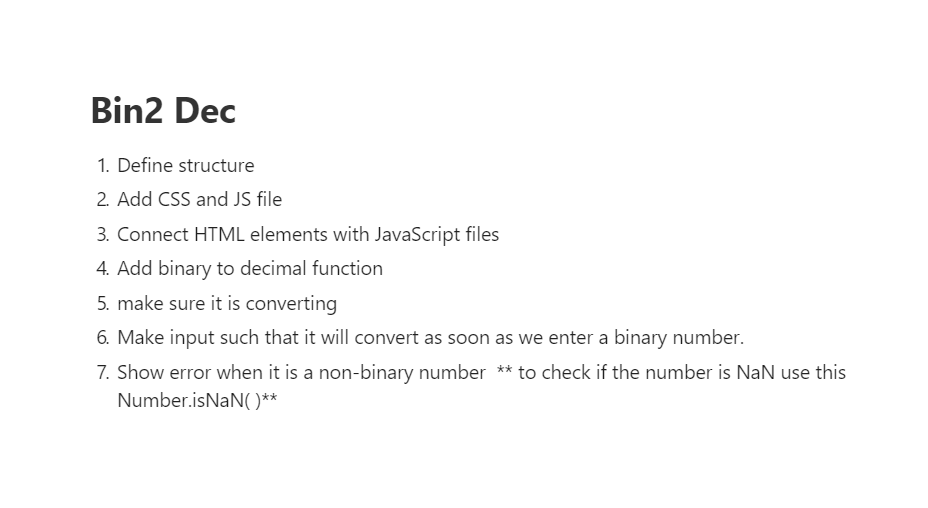 Bin2 Dec
1. Define structure
2. Add CSS and JS file
3. Connect HTML elements with JavaScript files
4. Add binary to decimal function
5. make sure it is converting
6. Make input such that it will convert as soon as we enter a binary number.
7. Show error when it is a non-binary number  ** to check if the number is NaN use this
Number.isNaN( )**